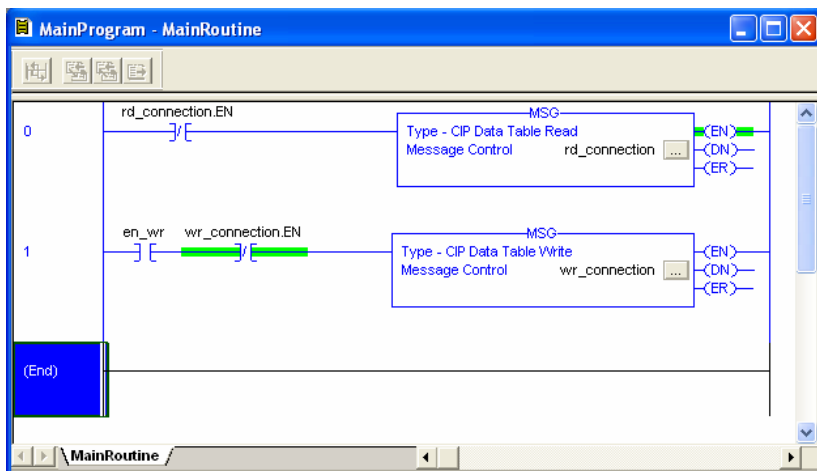 MainProgram - MainRoutine
0
rd_connection.EN
MSG
Type - CIP Data Table Read
Message Control rd_connection ...
EN
DN
ER
1
en_wr wr_connection.EN
MSG
Type - CIP Data Table Write
Message Control wr_connection ...
EN
DN
ER
(End)
MainRoutine